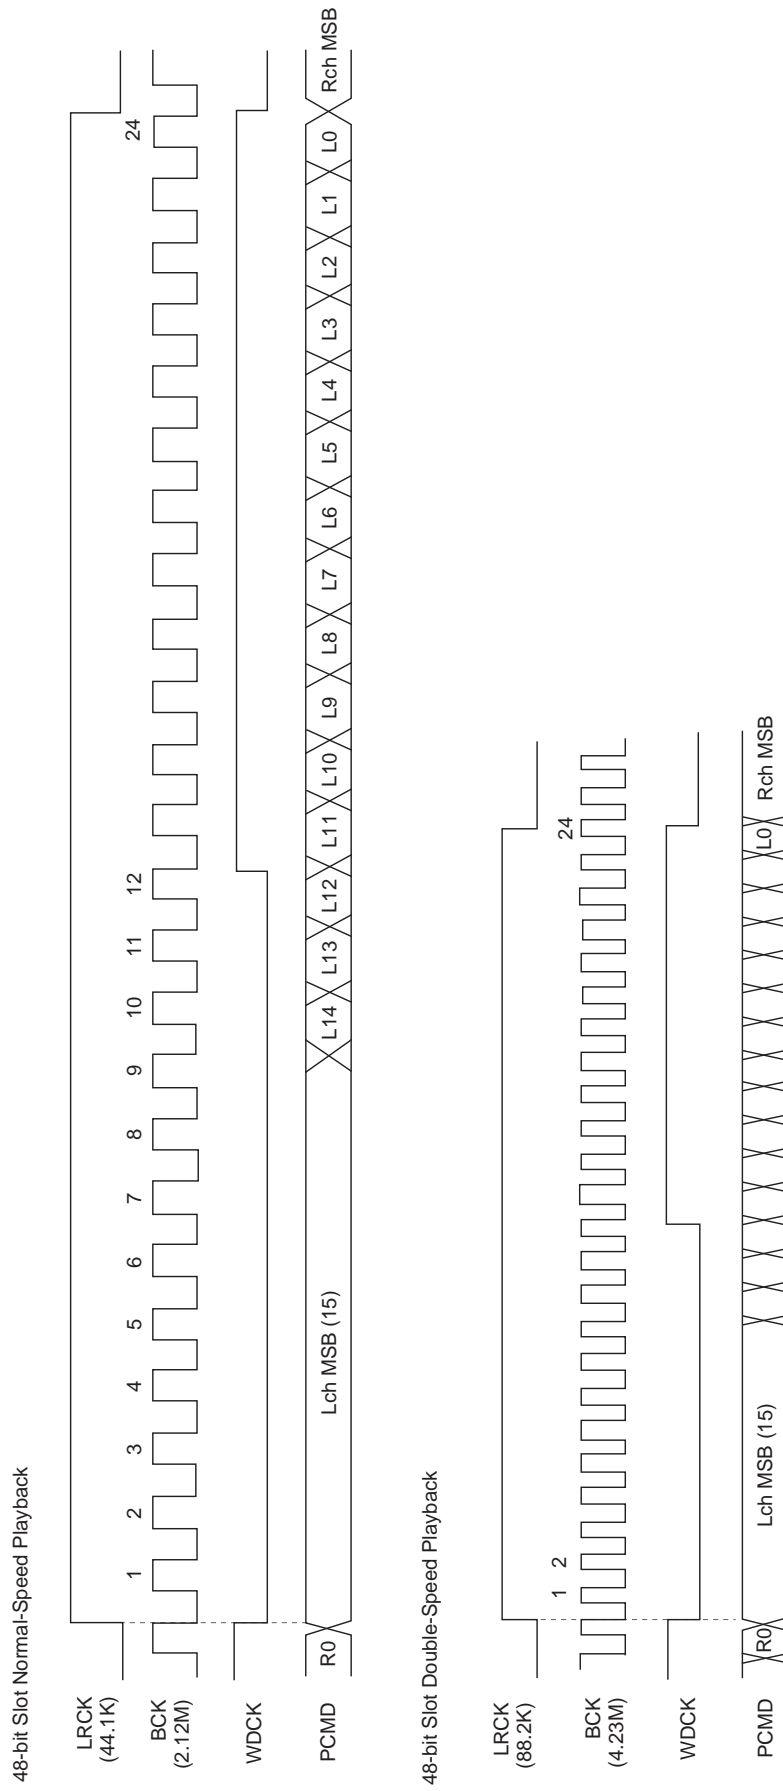 48-bit Slot Normal-Speed Playback
LRCK
(44.1K)
BCK
(2.12M)
1 2 3 4 5 6 7 8 9 10 11 12 24
WDCK
PCMD
R0 Lch MSB (15) L14 L13 L12 L11 L10 L9 L8 L7 L6 L5 L4 L3 L2 L1 L0 Rch MSB
48-bit Slot Double-Speed Playback
LRCK
(88.2K)
BCK
(4.23M)
1 2 24
WDCK
PCMD
R0 Lch MSB (15) L0 Rch MSB